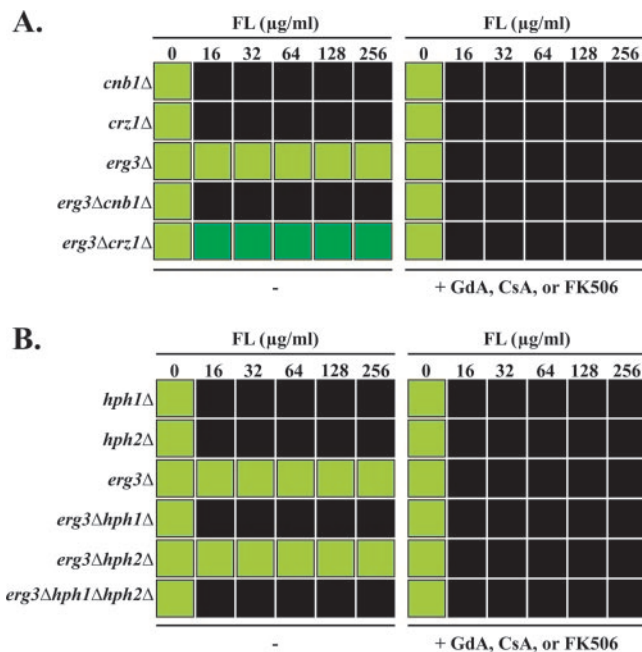 A.
FL (µg/ml) FL (µg/ml)
0 16 32 64 128 256 0 16 32 64 128 256
cnb1Δ
crz1Δ
erg3Δ
erg3Δcnb1Δ
erg3Δcrz1Δ
- + GdA, CsA, or FK506
B.
FL (µg/ml) FL (µg/ml)
0 16 32 64 128 256 0 16 32 64 128 256
hph1Δ
hph2Δ
erg3Δ
erg3Δhph1Δ
erg3Δhph2Δ
erg3Δhph1Δhph2Δ
- + GdA, CsA, or FK506